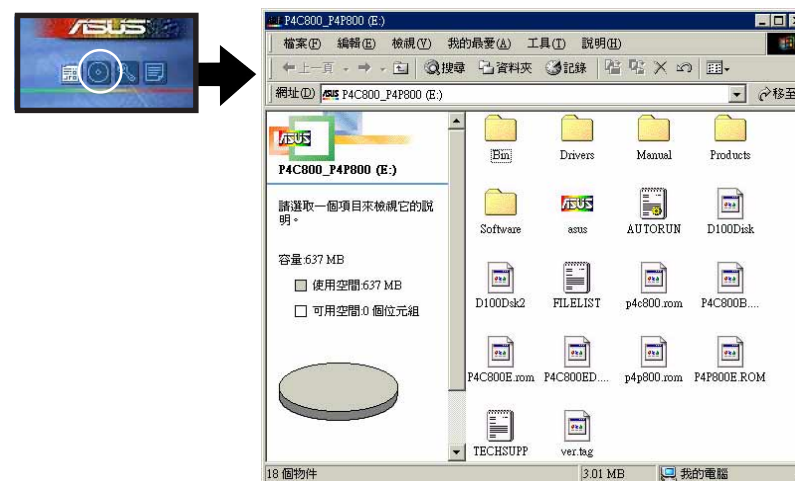 ASUS
P4C800_P4P800 (E:)
檔案(F) 編輯(E) 檢視(V) 我的最愛(A) 工具(T) 說明(H)
上一頁 搜尋 資料夾 記錄
網址(D) ASUS P4C800_P4P800 (E:) 移至
ASUS
P4C800_P4P800 (E:)
請選取一個項目來檢視它的說
明。
容量:637 MB
使用空間:637 MB
可用空間:0 個位元組
Bin Drivers Manual Products
ASUS
Software asus AUTORUN D100Disk
D100Dsk2 FILELIST p4c800.rom P4C800B....
P4C800E.rom P4C800ED.... p4p800.rom P4P800E.ROM
TECHSUPP ver.tag
18 個物件 3.01 MB 我的電腦